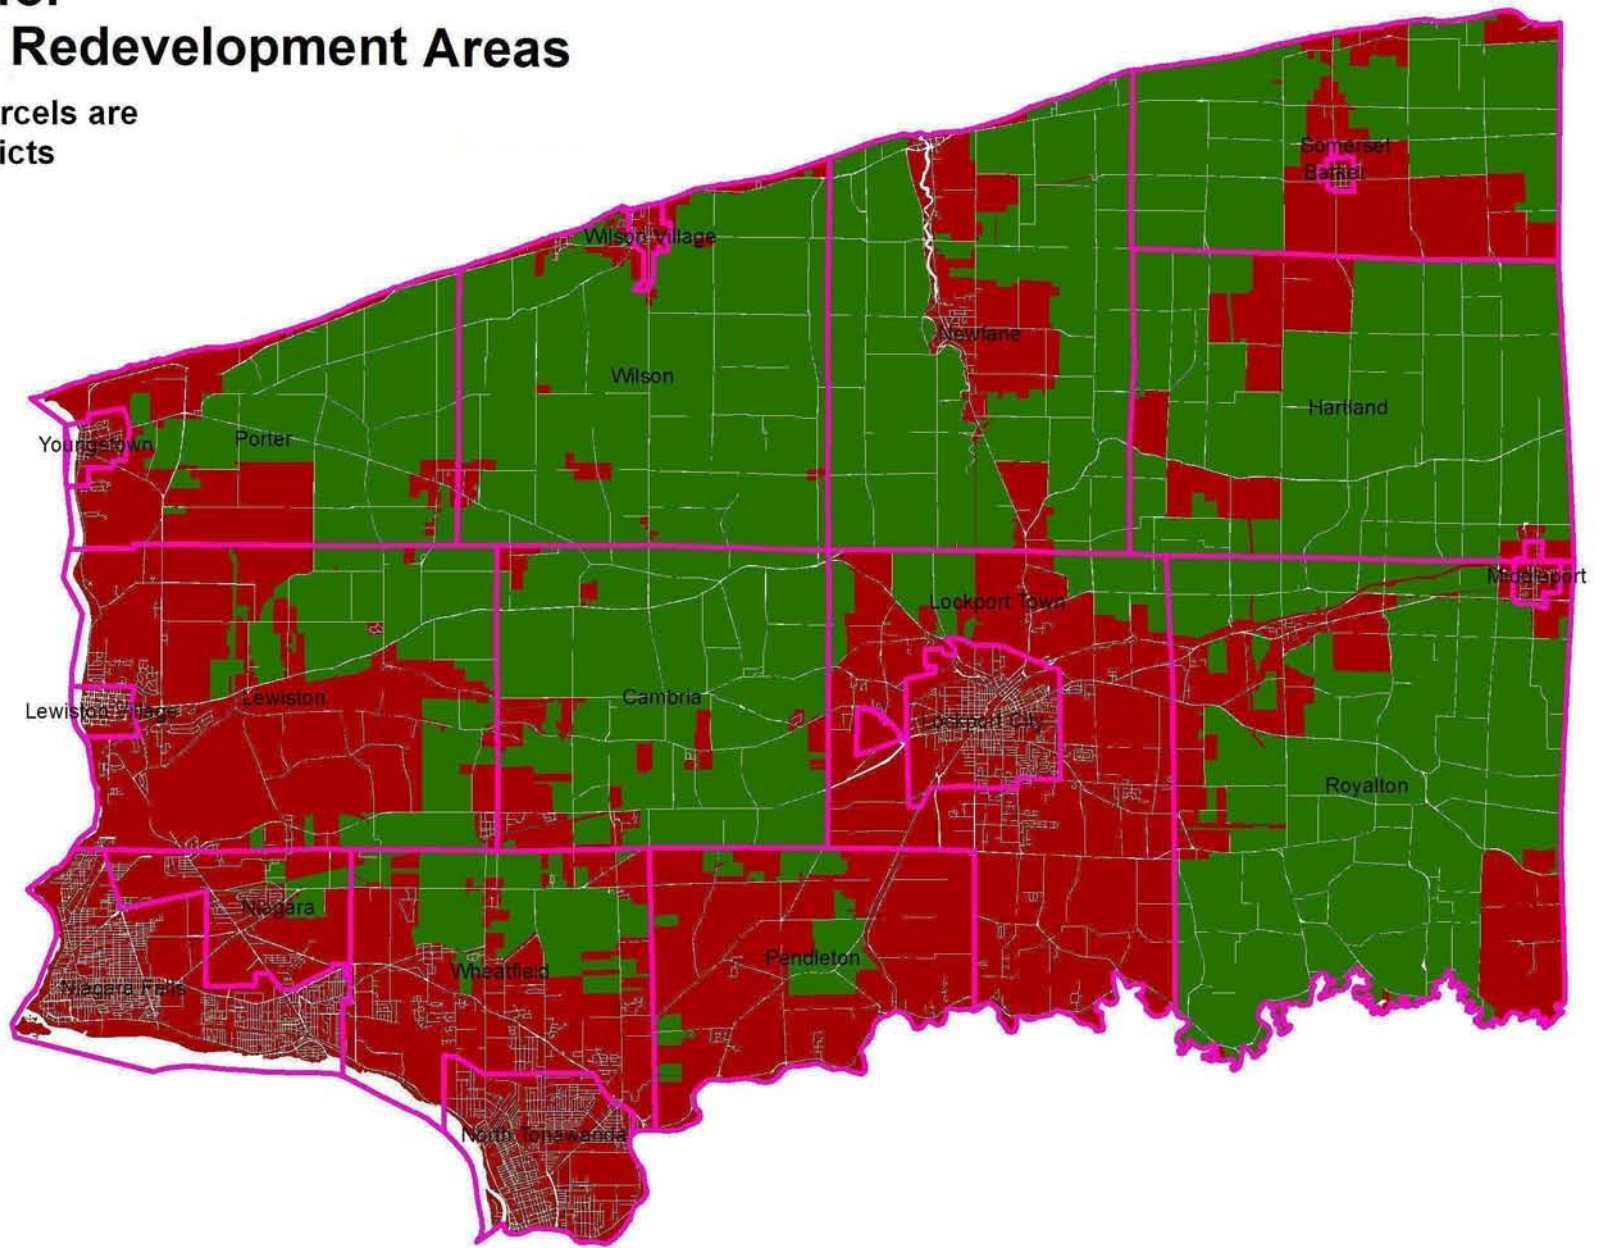 Redevelopment Areas
rcels are
icts
Somerset
Barker
Wilson Village
Newfane
Wilson
Hartland
Youngstown
Porter
Middleport
Lockport Town
Lewiston
Cambria
Lewiston Village
Lockport City
Royalton
Niagara
Pendleton
Wheatfield
Niagara Falls
North Tonawanda